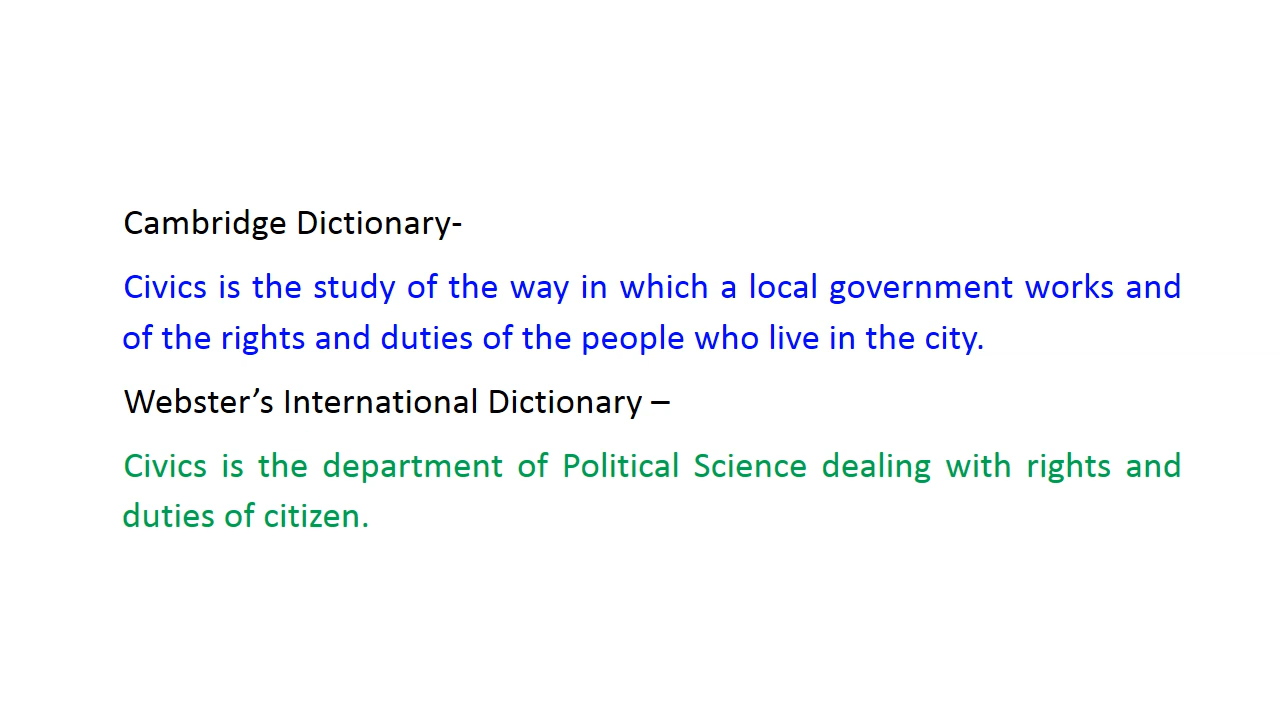 Cambridge Dictionary-
Civics is the study of the way in which a local government works and
of the rights and duties of the people who live in the city.
Webster’s International Dictionary –
Civics is the department of Political Science dealing with rights and
duties of citizen.